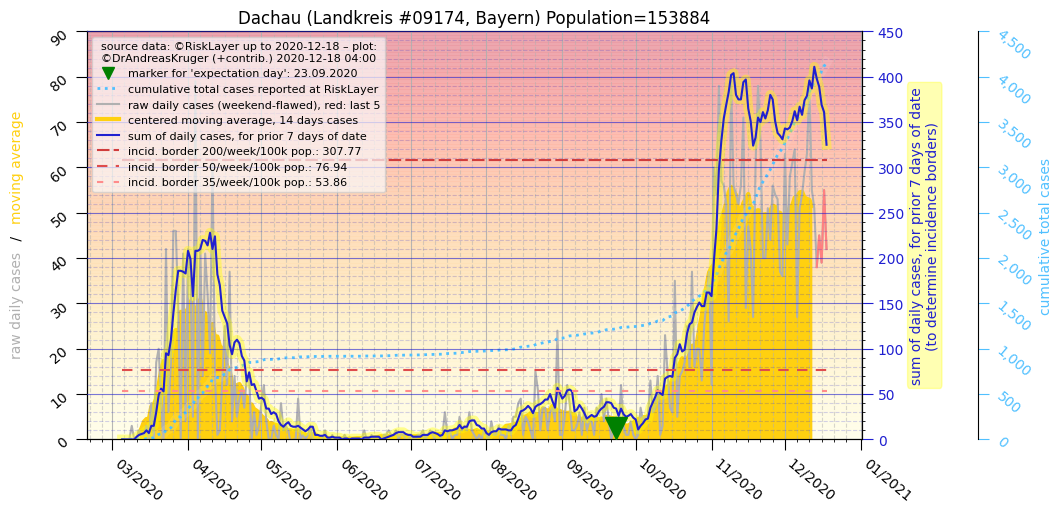 Dachau (Landkreis #09174, Bayern) Population=153884
source data: ©RiskLayer up to 2020-12-18 – plot:
©DrAndreasKruger (+contrib.) 2020-12-18 04:00
marker for 'expectation day': 23.09.2020
cumulative total cases reported at RiskLayer
raw daily cases (weekend-flawed), red: last 5
centered moving average, 14 days cases
sum of daily cases, for prior 7 days of date
incid. border 200/week/100k pop.: 307.77
incid. border 50/week/100k pop.: 76.94
incid. border 35/week/100k pop.: 53.86
raw daily cases / moving average
90
80
70
60
50
40
30
20
10
0
450
400
350
300
250
200
150
100
50
0
sum of daily cases, for prior 7 days of date
(to determine incidence borders)
4,500
4,000
3,500
3,000
2,500
2,000
1,500
1,000
500
0
cumulative total cases
03/2020
04/2020
05/2020
06/2020
07/2020
08/2020
09/2020
10/2020
11/2020
12/2020
01/2021